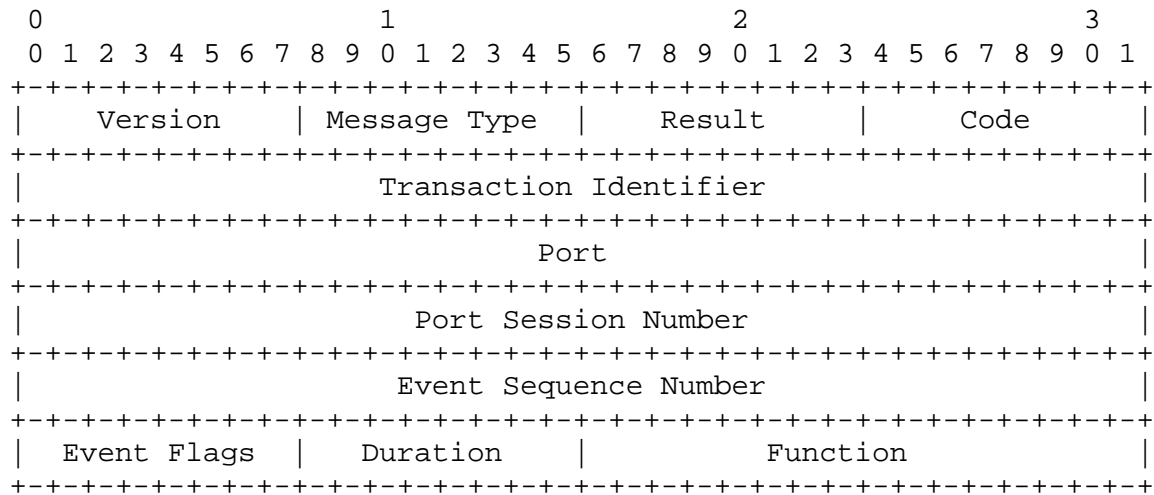 0                   1                   2                   3
 0 1 2 3 4 5 6 7 8 9 0 1 2 3 4 5 6 7 8 9 0 1 2 3 4 5 6 7 8 9 0 1
+-+-+-+-+-+-+-+-+-+-+-+-+-+-+-+-+-+-+-+-+-+-+-+-+-+-+-+-+-+-+-+-+
|    Version    | Message Type  |    Result     |     Code      |
+-+-+-+-+-+-+-+-+-+-+-+-+-+-+-+-+-+-+-+-+-+-+-+-+-+-+-+-+-+-+-+-+
|                    Transaction Identifier                     |
+-+-+-+-+-+-+-+-+-+-+-+-+-+-+-+-+-+-+-+-+-+-+-+-+-+-+-+-+-+-+-+-+
|                             Port                              |
+-+-+-+-+-+-+-+-+-+-+-+-+-+-+-+-+-+-+-+-+-+-+-+-+-+-+-+-+-+-+-+-+
|                      Port Session Number                      |
+-+-+-+-+-+-+-+-+-+-+-+-+-+-+-+-+-+-+-+-+-+-+-+-+-+-+-+-+-+-+-+-+
|                     Event Sequence Number                     |
+-+-+-+-+-+-+-+-+-+-+-+-+-+-+-+-+-+-+-+-+-+-+-+-+-+-+-+-+-+-+-+-+
|  Event Flags  |   Duration    |          Function             |
+-+-+-+-+-+-+-+-+-+-+-+-+-+-+-+-+-+-+-+-+-+-+-+-+-+-+-+-+-+-+-+-+